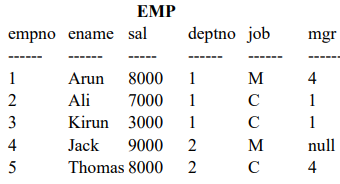 EMP
empno ename sal deptno job mgr
------ ------ ----- ------ ------ ------
1 Arun 8000 1 M 4
2 Ali 7000 1 C 1
3 Kirun 3000 1 C 1
4 Jack 9000 2 M null
5 Thomas 8000 2 C 4